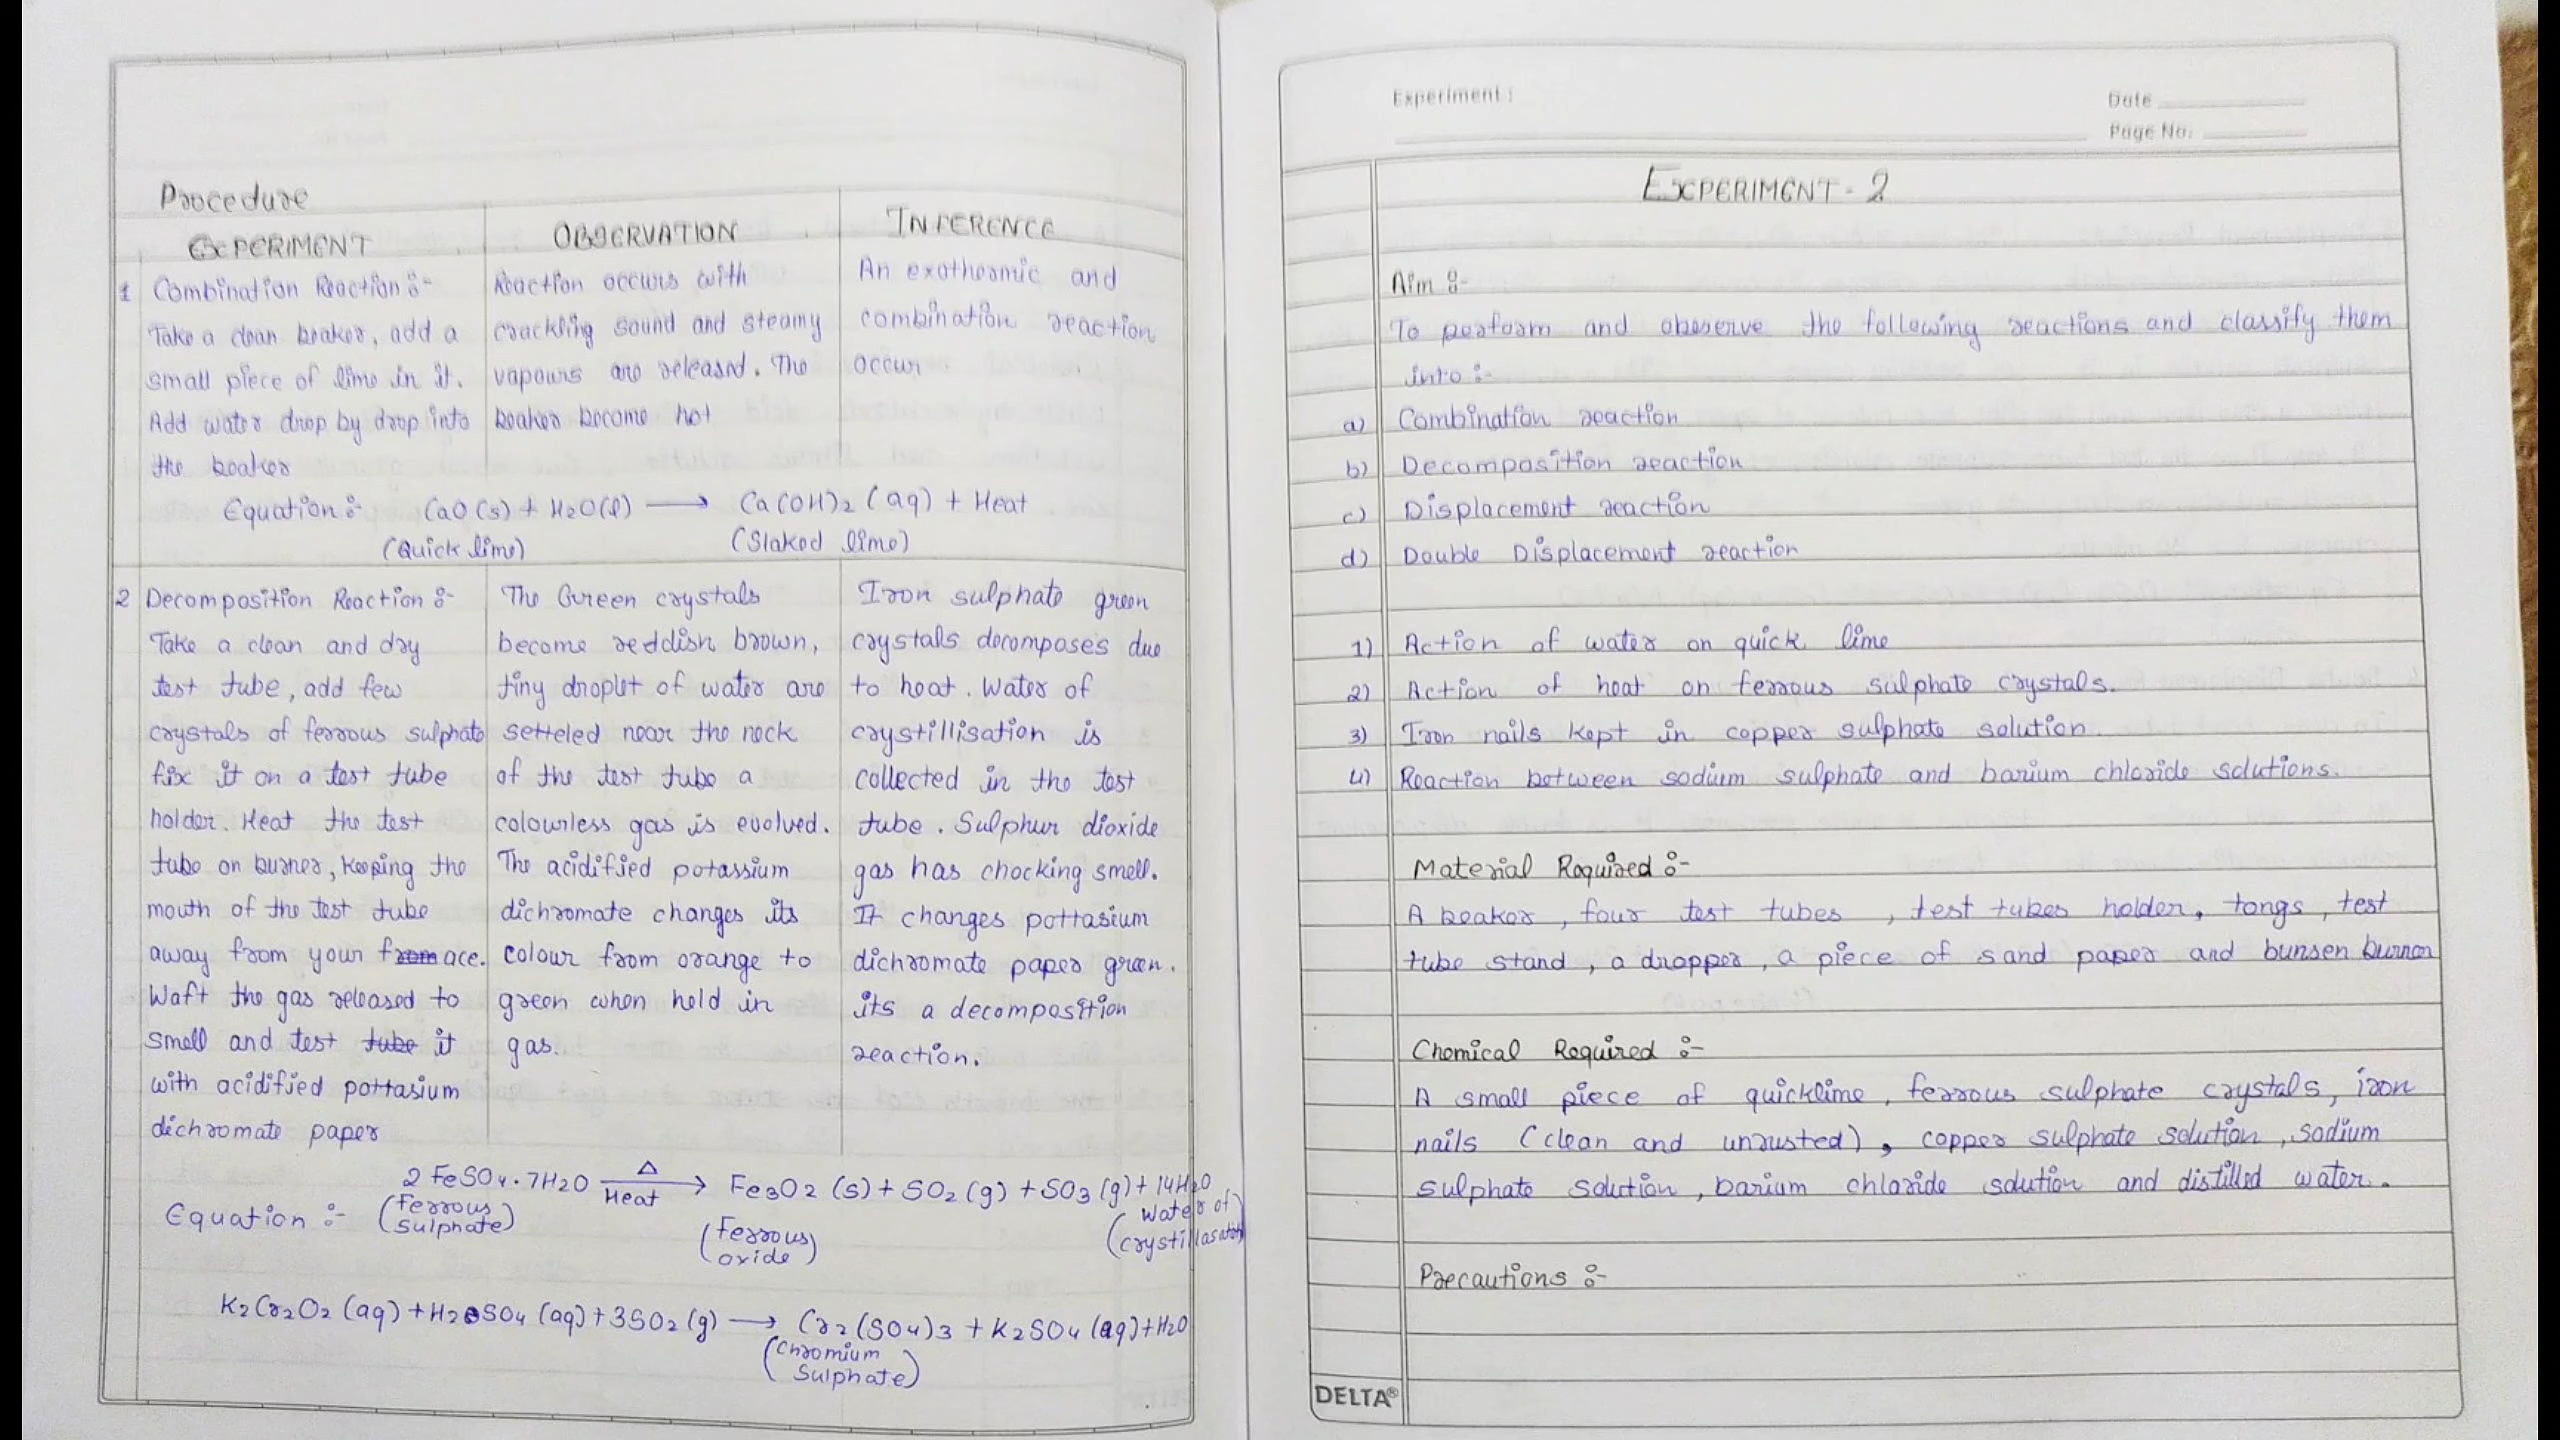 Procedure
EXPERIMENT
OBSERVATION
INFERENCE
1 Combination Reaction :-
Take a clean beaker, add a
small piece of lime in it.
Add water drop by drop into
the beaker
Reaction occurs with
crackling sound and steamy
vapours are released. The
beaker become hot
An exothermic and
combination reaction
occur
Equation :- CaO(s) + H2O(l) ⟶ Ca(OH)2 (aq) + Heat
(Quick lime) (Slaked lime)
2 Decomposition Reaction :-
Take a clean and dry
test tube, add few
crystals of ferrous sulphate
fix it on a test tube
holder. Heat the test
tube on burner, keeping the
mouth of the test tube
away from your face.
Waft the gas released to
smell and test it
with acidified pottasium
dichromate paper
The Green crystals
become reddish brown,
tiny droplet of water are
setteled near the neck
of the test tube a
colourless gas is evolved.
The acidified potassium
dichromate changes its
colour from orange to
green when held in
gas.
Iron sulphate green
crystals decomposes due
to heat. Water of
crystillisation is
collected in the test
tube. Sulphur dioxide
gas has chocking smell.
It changes pottasium
dichromate paper green.
its a decomposition
reaction.
Equation :- 2 FeSO4·7H2O Δ Heat ⟶ Fe3O2 (s) + SO2 (g) + SO3 (g) + 14H2O
(ferrous sulphate) (Ferrous oxide) (Water of crystillasation)
K2Cr2O2 (aq) + H2SO4 (aq) + 3SO2 (g) ⟶ Cr2(SO4)3 + K2SO4 (aq) + H2O
(Chromium
Sulphate)
Experiment :
Date
Page No.
EXPERIMENT - 2
Aim :-
To perform and observe the following reactions and classify them
into :-
a) Combination reaction
b) Decomposition reaction
c) Displacement reaction
d) Double Displacement reaction
1) Action of water on quick lime
2) Action of heat on ferrous sulphate crystals.
3) Iron nails kept in copper sulphate solution.
4) Reaction between sodium sulphate and barium chloride solutions.
Material Required :-
A beaker, four test tubes, test tubes holder, tongs, test
tube stand, a dropper, a piece of sand paper and bunsen burner
Chemical Required :-
A small piece of quicklime, ferrous sulphate crystals, iron
nails (clean and unrusted), copper sulphate solution, sodium
sulphate solution, barium chloride solution and distilled water.
Precautions :-
DELTA®